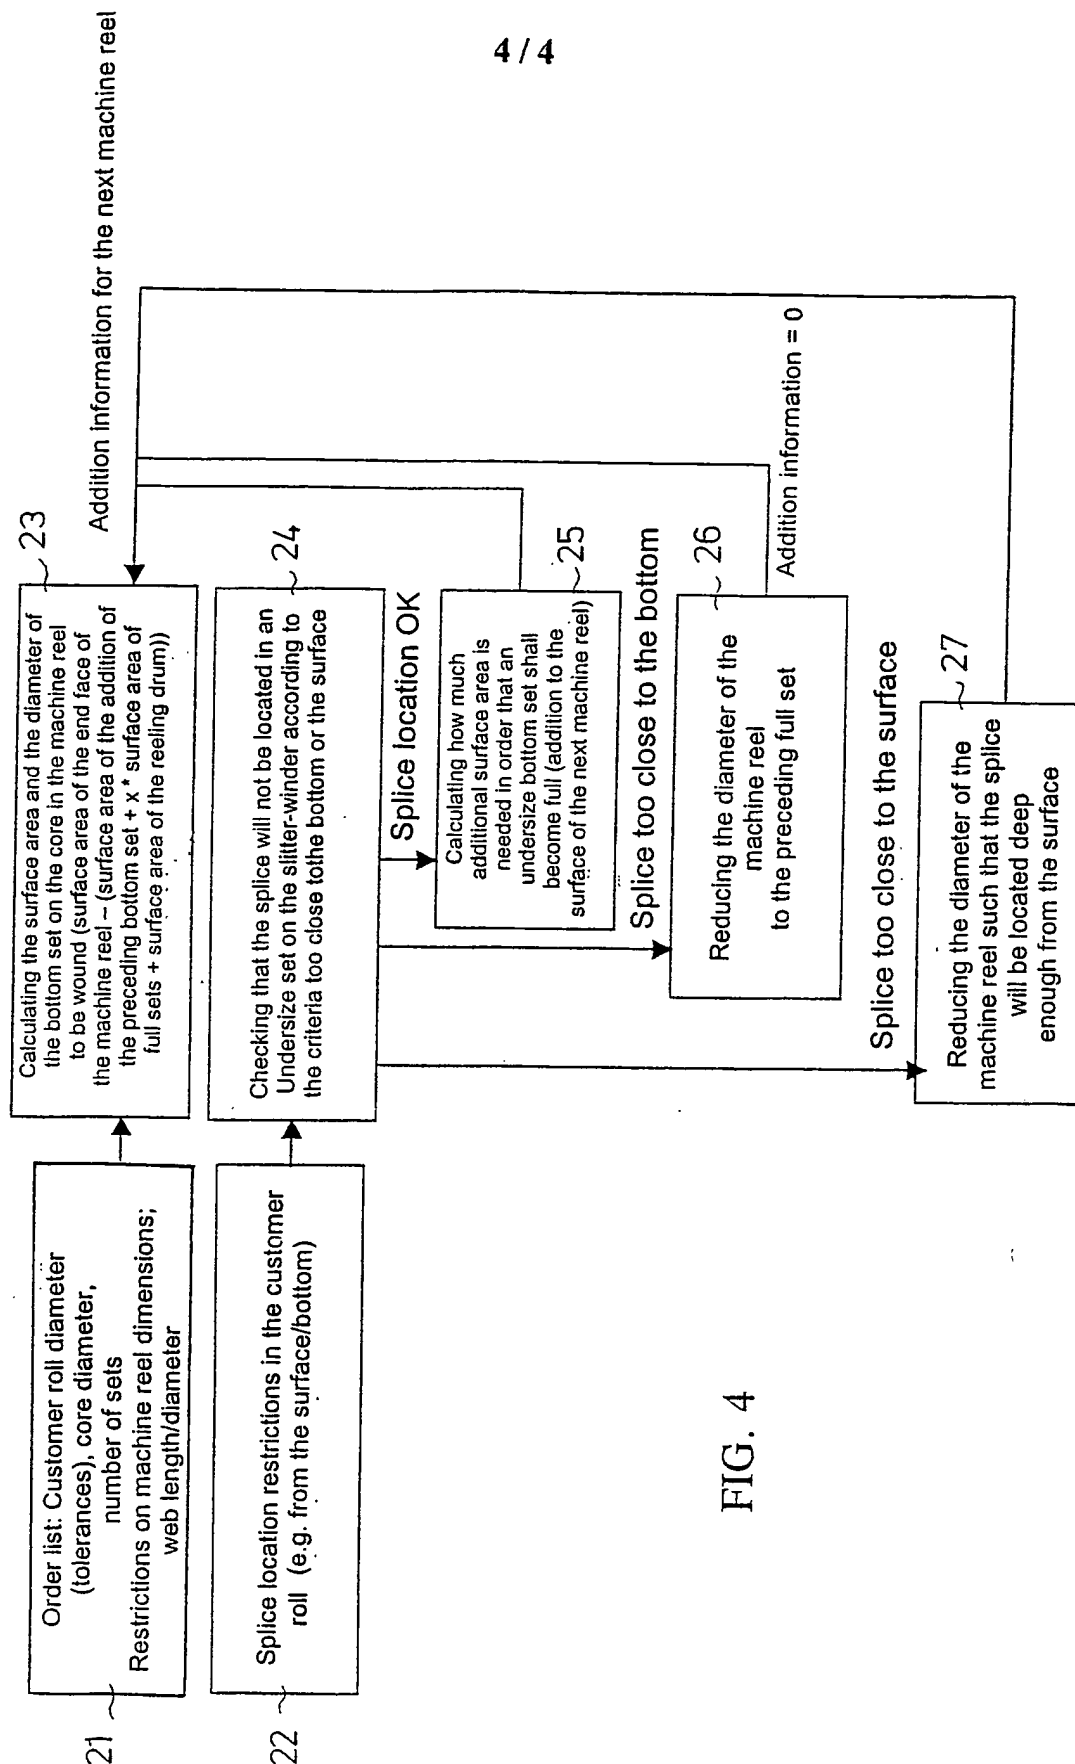 4 / 4
Addition information for the next machine reel
21
Order list: Customer roll diameter
(tolerances), core diameter,
number of sets
Restrictions on machine reel dimensions;
web length/diameter
23
Calculating the surface area and the diameter of
the bottom set on the core in the machine reel
to be wound (surface area of the end face of
the machine reel – (surface area of the addition of
the preceding bottom set + x * surface area of
full sets + surface area of the reeling drum))
22
Splice location restrictions in the customer
roll (e.g. from the surface/bottom)
24
Checking that the splice will not be located in an
Undersize set on the slitter-winder according to
the criteria too close tothe bottom or the surface
Splice location OK
25
Calculating how much
additional surface area is
needed in order that an
undersize bottom set shall
become full (addition to the
surface of the next machine reel)
Splice too close to the bottom
26
Reducing the diameter of the
machine reel
to the preceding full set
Addition information = 0
Splice too close to the surface
27
Reducing the diameter of the
machine reel such that the splice
will be located deep
enough from the surface
FIG. 4